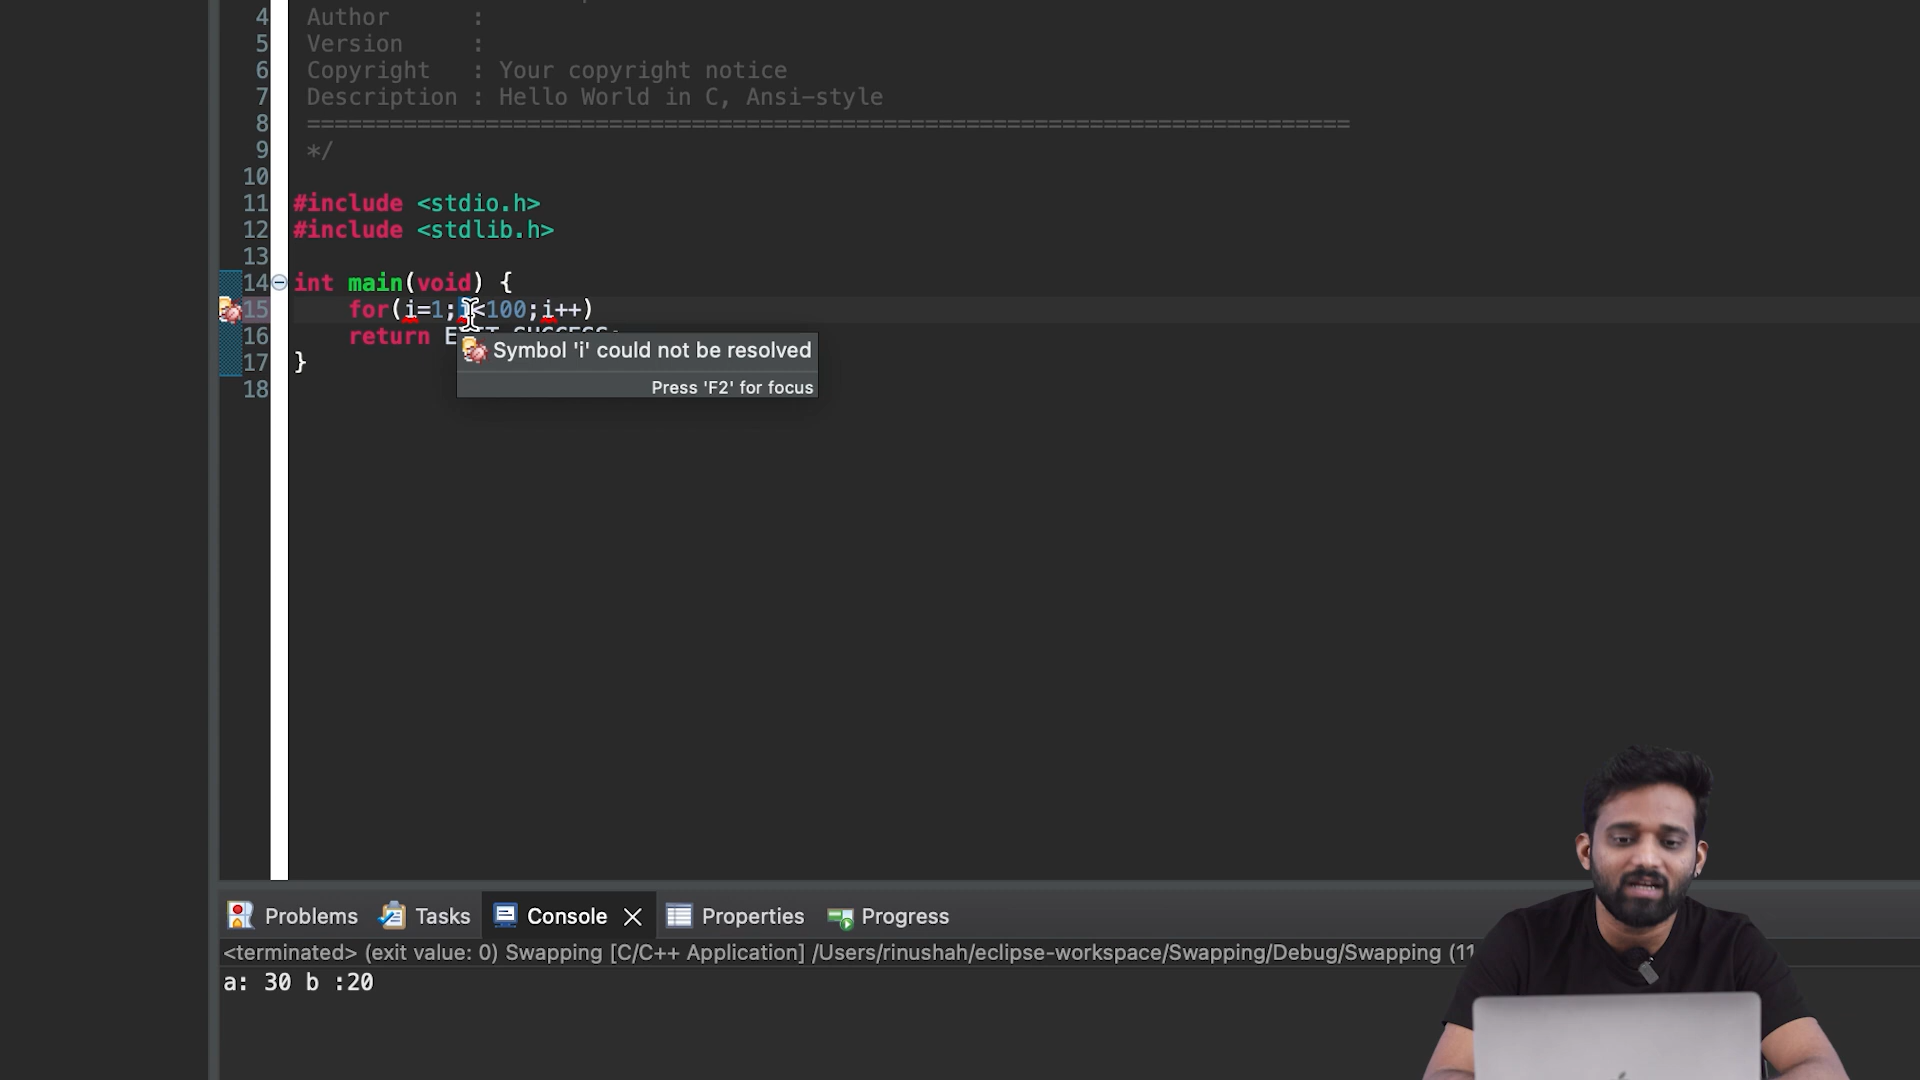 4 Author :
5 Version :
6 Copyright : Your copyright notice
7 Description : Hello World in C, Ansi-style
8 ============================================================================
9 */
10
11 #include <stdio.h>
12 #include <stdlib.h>
13
14 int main(void) {
15 for(i=1;i<100;i++)
16 return EXIT_SUCCESS;
17 }
18
Symbol 'i' could not be resolved
Press 'F2' for focus
Problems Tasks Console Properties Progress
<terminated> (exit value: 0) Swapping [C/C++ Application] /Users/rinushah/eclipse-workspace/Swapping/Debug/Swapping (11
a: 30 b :20